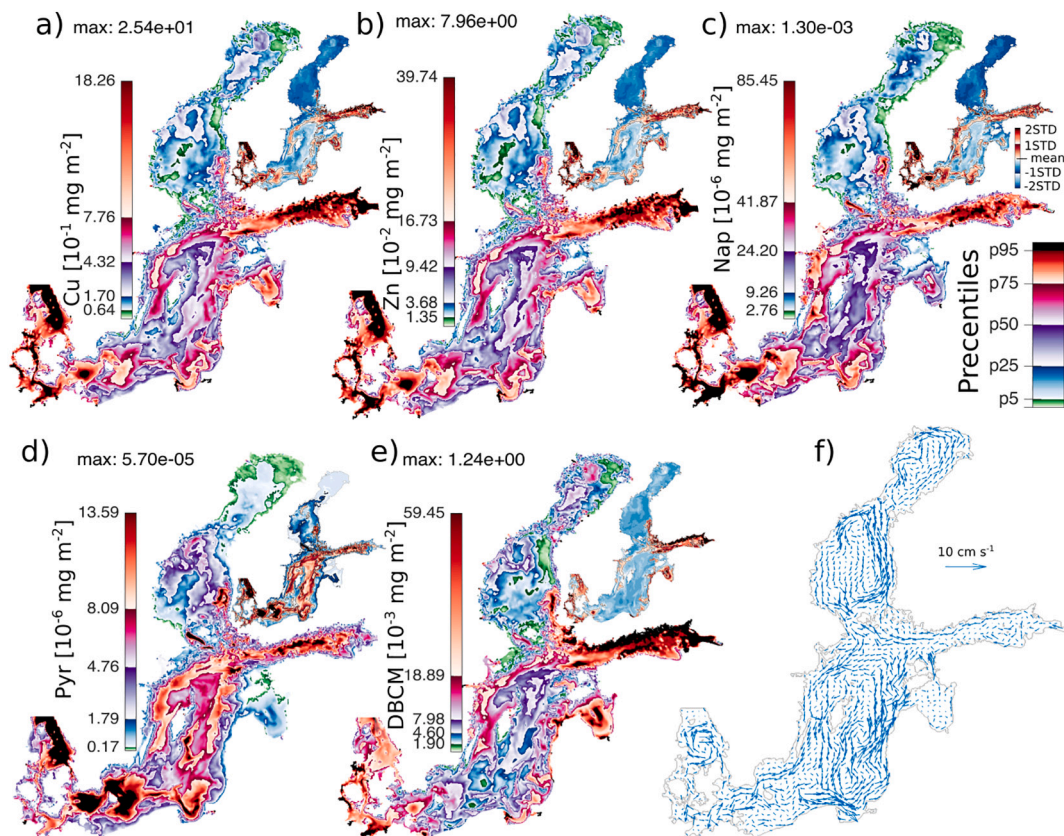 a) max: 2.54e+01
18.26
7.76
4.32
1.70
0.64
Cu [10-1 mg m-2]
b) max: 7.96e+00
39.74
16.73
9.42
3.68
1.35
Zn [10-2 mg m-2]
c) max: 1.30e-03
85.45
41.87
24.20
9.26
2.76
Nap [10-6 mg m-2]
2STD
1STD
mean
-1STD
-2STD
p95
p75
p50
p25
p5
Precentiles
d) max: 5.70e-05
13.59
8.09
4.76
1.79
0.17
Pyr [10-6 mg m-2]
e) max: 1.24e+00
59.45
18.89
7.98
4.60
1.90
DBCM [10-3 mg m-2]
f)
10 cm s-1